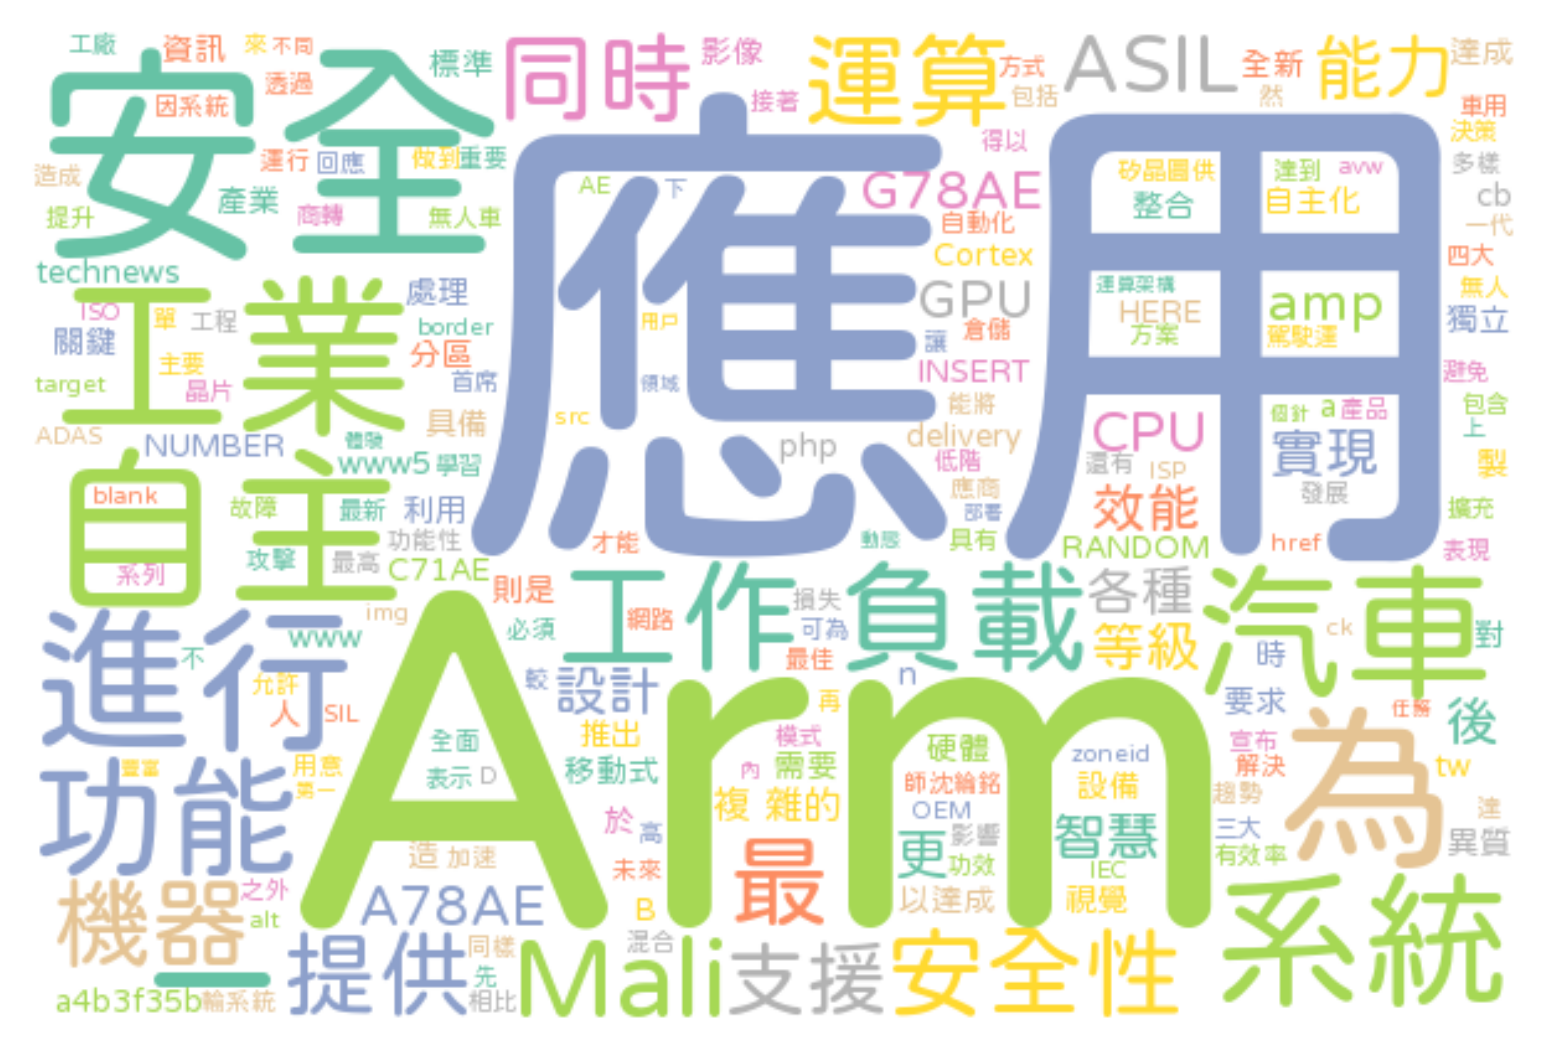 工廠
資訊
來
不同
因系統
透過
安全
標準
同時
影像
接著
運算
方式
包括
ASIL
全新
然
能力
達成
車用
決策
多樣
cb
一代
四大
造成
提升
產業
運行
回應
商轉
做到
重要
無人車
AE
下
應用
G78AE
得以
自動化
Cortex
矽晶圓供
整合
達到
avw
自主化
technews
ISO
單
工程
關鍵
主要
target
晶片
ADAS
工業
處理
border
分區
首席
具備
用戶
領域
src
GPU
讓
倉儲
INSERT
能將
delivery
低階
運算架構
HERE
方案
amp
駕駛運
無人
獨立
避免
包含
上
製
擴充
表現
NUMBER
體驗
www5
學習
blank
自主
故障
最新
利用
攻擊
最高
功能性
C71AE
系列
php
應商
部署
具有
動態
才能
CPU
還有
ISP
效能
RANDOM
個針
a
產品
實現
發展
href
img
則是
必須
工作負載
網路
損失
可為
最佳
各種
等級
汽車
ck
對
時
要求
任務
後
進行
www
不
允許
人
SIL
Arm
較
設計
n
再
推出
移動式
模式
內
需要
複 雜的
硬體
師沈綸銘
OEM
zoneid
設備
宣布
解決
趨勢
為
tw
達
異質
三大
有效率
功能
豐富
用意
第一
全面
表示
D
於
高
未來
造
加速
最
更
影響
功效
智慧
IEC
以達成
視覺
機器
之外
alt
A78AE
B
混合
一
a4b3f35b
輪系統
提供
同樣
先
相比
Mali
支援
安全性
系統